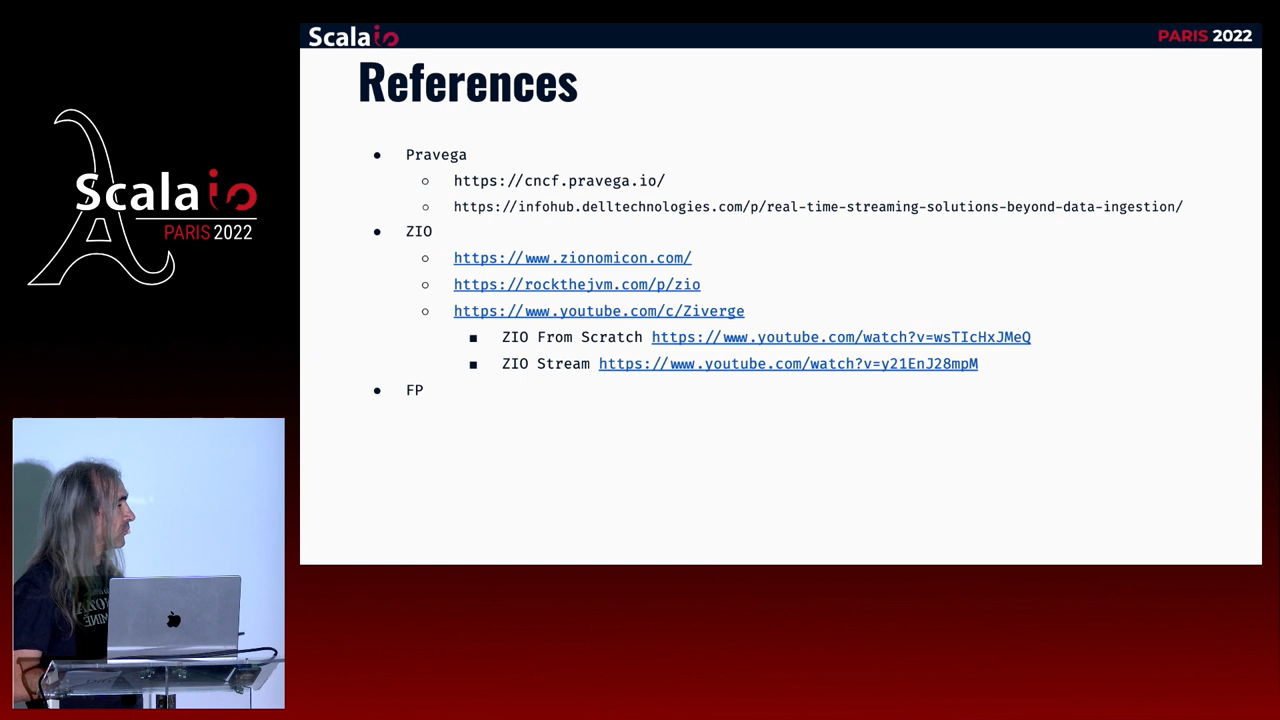 Scalaio
PARIS 2022
References
Scalaio
PARIS 2022
● Pravega
○ https://cncf.pravega.io/
○ https://infohub.delltechnologies.com/p/real-time-streaming-solutions-beyond-data-ingestion/
● ZIO
○ https://www.zionomicon.com/
○ https://rockthejvm.com/p/zio
○ https://www.youtube.com/c/Ziverge
■ ZIO From Scratch https://www.youtube.com/watch?v=wsTIcHxJMeQ
■ ZIO Stream https://www.youtube.com/watch?v=y21EnJ28mpM
● FP